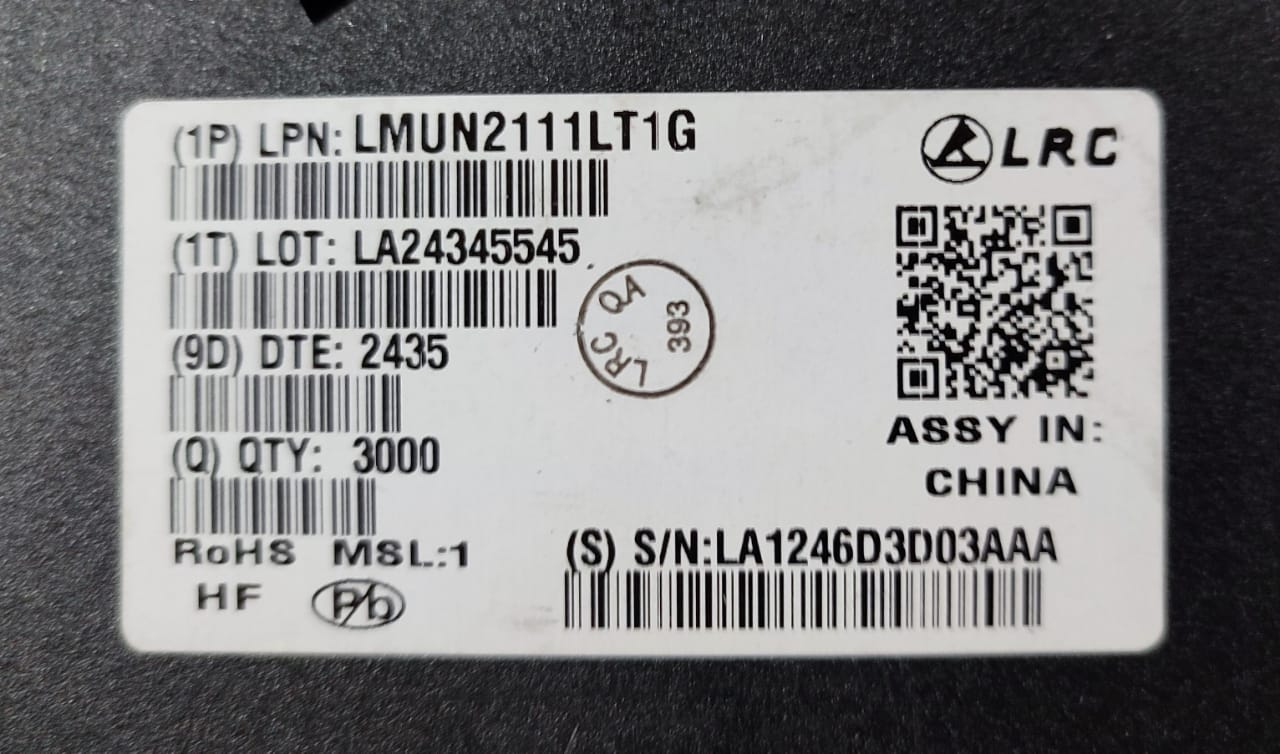 (1P) LPN: LMUN2111LT1G
LRC
(1T) LOT: LA24345545
LRC QA
393
(9D) DTE: 2435
(Q) QTY: 3000
ASSY IN:
CHINA
RoHS MSL:1
(S) S/N:LA1246D3D03AAA
HF Pb